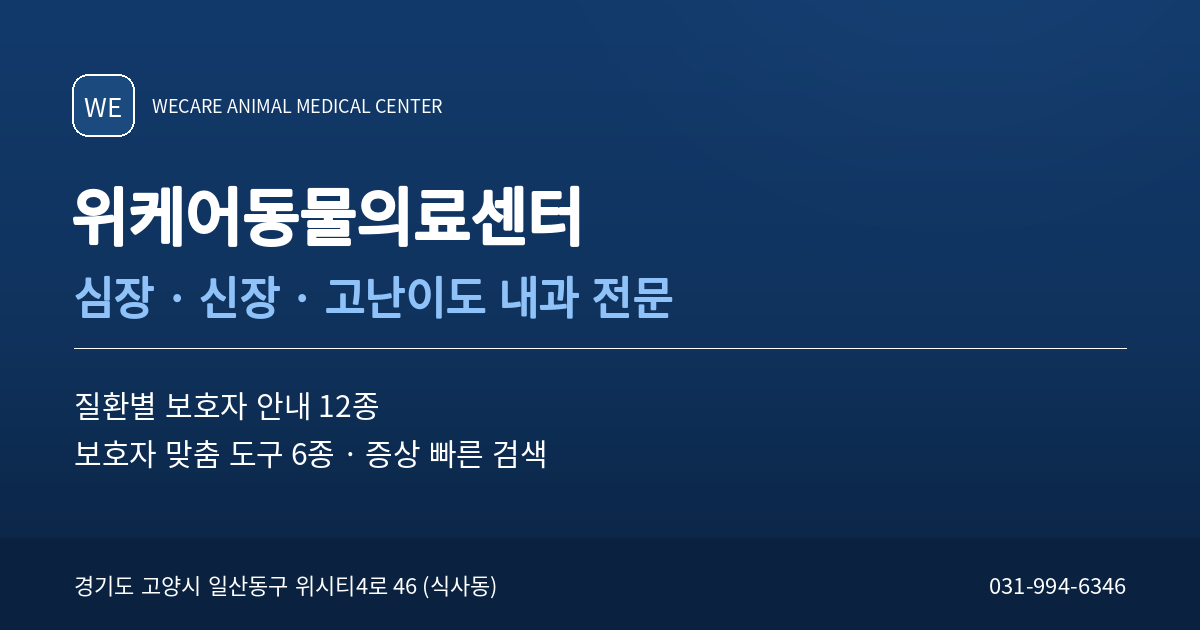 WE
WECARE ANIMAL MEDICAL CENTER
위케어동물의료센터
심장 · 신장 · 고난이도 내과 전문
질환별 보호자 안내 12종
보호자 맞춤 도구 6종 · 증상 빠른 검색
경기도 고양시 일산동구 위시티4로 46 (식사동)
031-994-6346